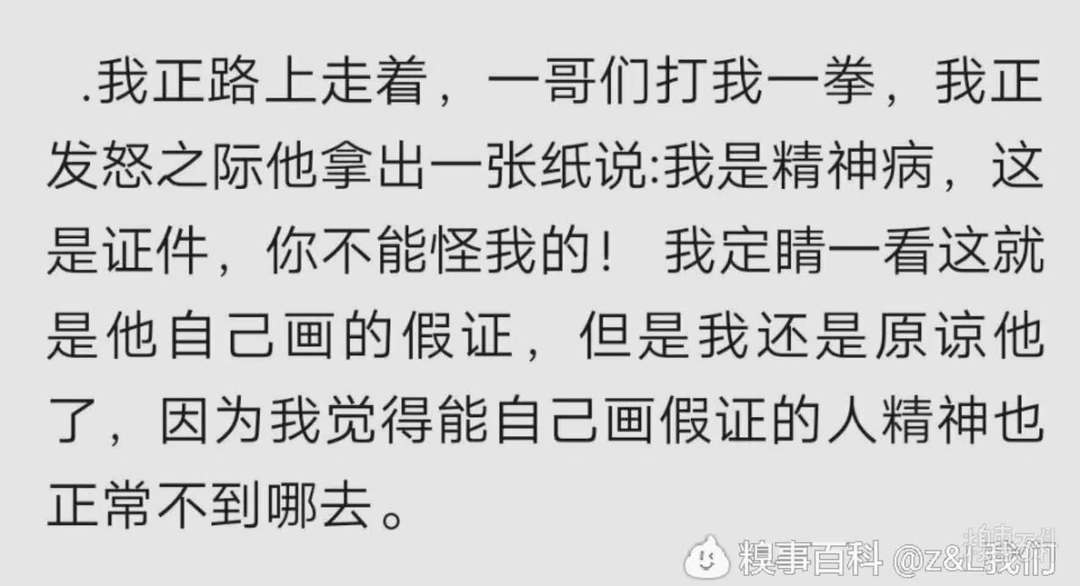 .我正路上走着，一哥们打我一拳，我正
发怒之际他拿出一张纸说:我是精神病，这
是证件，你不能怪我的! 我定睛一看这就
是他自己画的假证，但是我还是原谅他
了，因为我觉得能自己画假证的人精神也
正常不到哪去。
糗事百科
糗事百科 @z&L我们